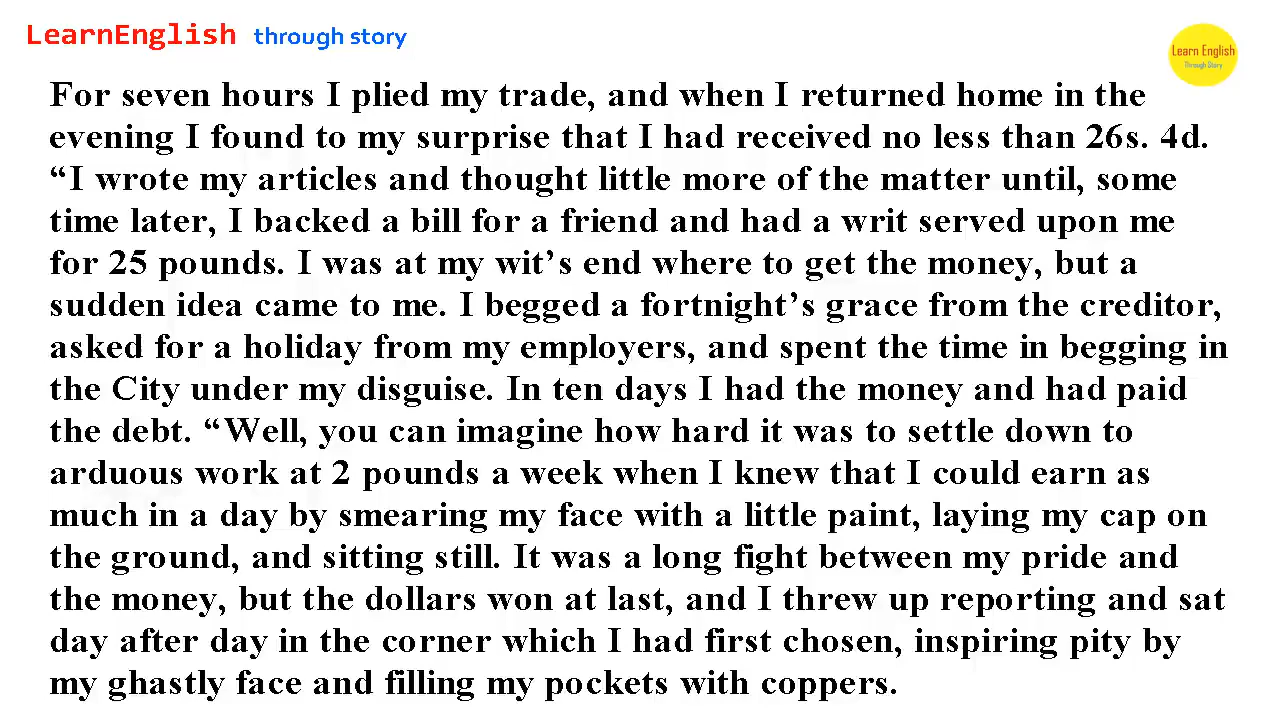 LearnEnglish through story
Learn English
Through Story
For seven hours I plied my trade, and when I returned home in the
evening I found to my surprise that I had received no less than 26s. 4d.
“I wrote my articles and thought little more of the matter until, some
time later, I backed a bill for a friend and had a writ served upon me
for 25 pounds. I was at my wit’s end where to get the money, but a
sudden idea came to me. I begged a fortnight’s grace from the creditor,
asked for a holiday from my employers, and spent the time in begging in
the City under my disguise. In ten days I had the money and had paid
the debt. “Well, you can imagine how hard it was to settle down to
arduous work at 2 pounds a week when I knew that I could earn as
much in a day by smearing my face with a little paint, laying my cap on
the ground, and sitting still. It was a long fight between my pride and
the money, but the dollars won at last, and I threw up reporting and sat
day after day in the corner which I had first chosen, inspiring pity by
my ghastly face and filling my pockets with coppers.